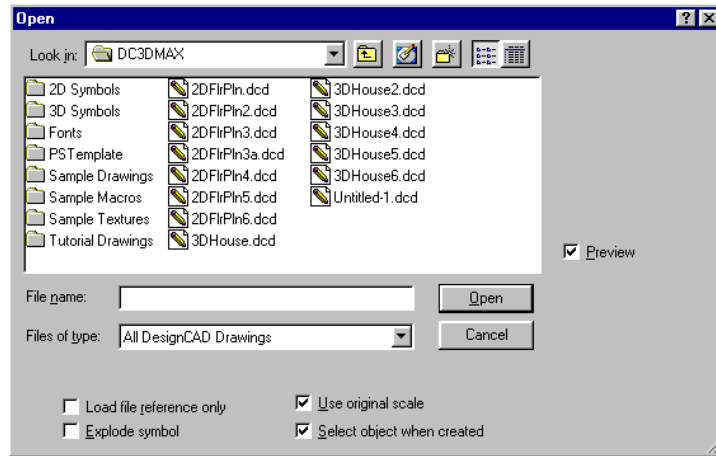 Open
Look in: DC3DMAX
2D Symbols 2DFlrPln.dcd 3DHouse2.dcd
3D Symbols 2DFlrPln2.dcd 3DHouse3.dcd
Fonts 2DFlrPln3.dcd 3DHouse4.dcd
PSTemplate 2DFlrPln3a.dcd 3DHouse5.dcd
Sample Drawings 2DFlrPln4.dcd 3DHouse6.dcd
Sample Macros 2DFlrPln5.dcd Untitled-1.dcd
Sample Textures 2DFlrPln6.dcd
Tutorial Drawings 3DHouse.dcd
Preview
File name: Open
Files of type: All DesignCAD Drawings Cancel
Load file reference only Use original scale
Explode symbol Select object when created